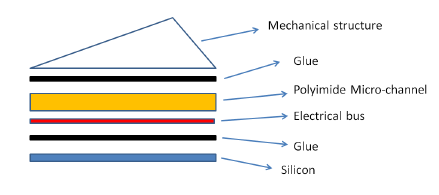 Mechanical structure
Glue
Polyimide Micro-channel
Electrical bus
Glue
Silicon